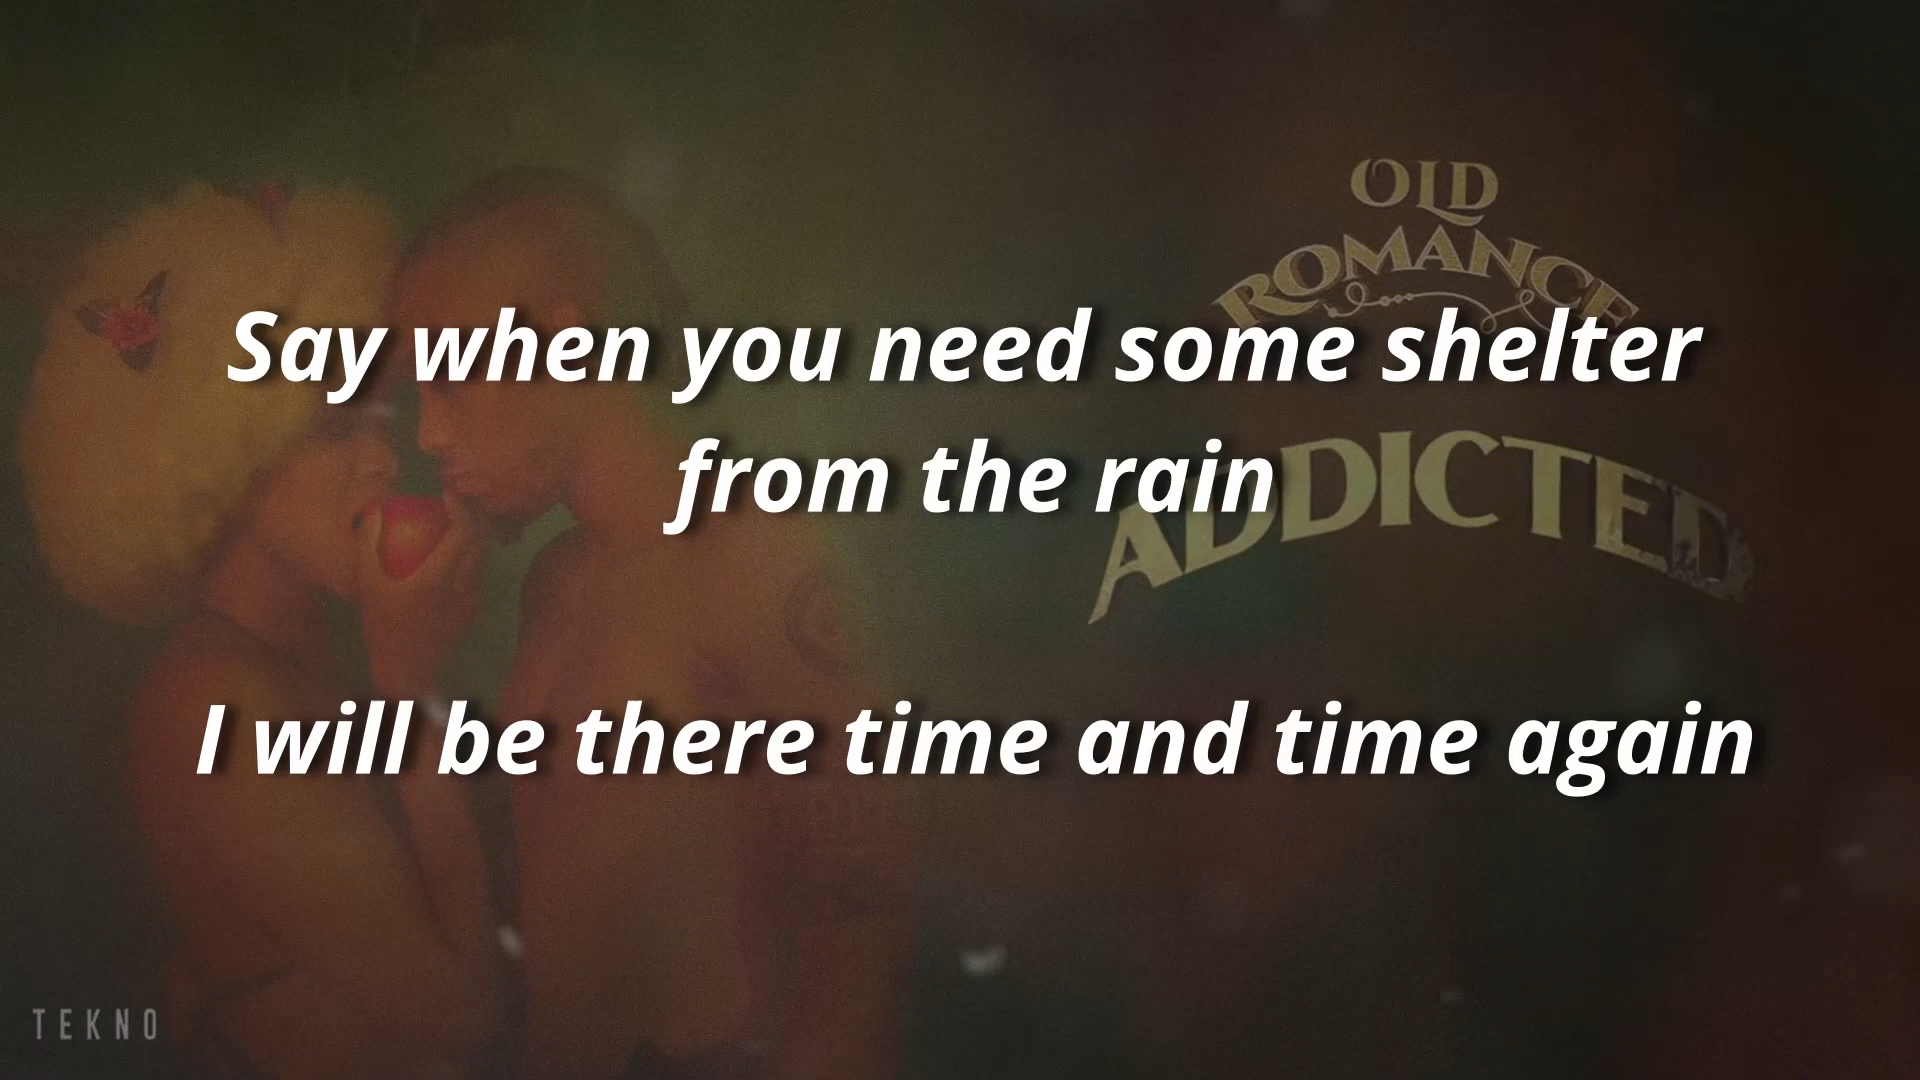 OLD
ROMANCE
Say when you need some shelter
from the rain
ADDICTED
I will be there time and time again
TEKNO